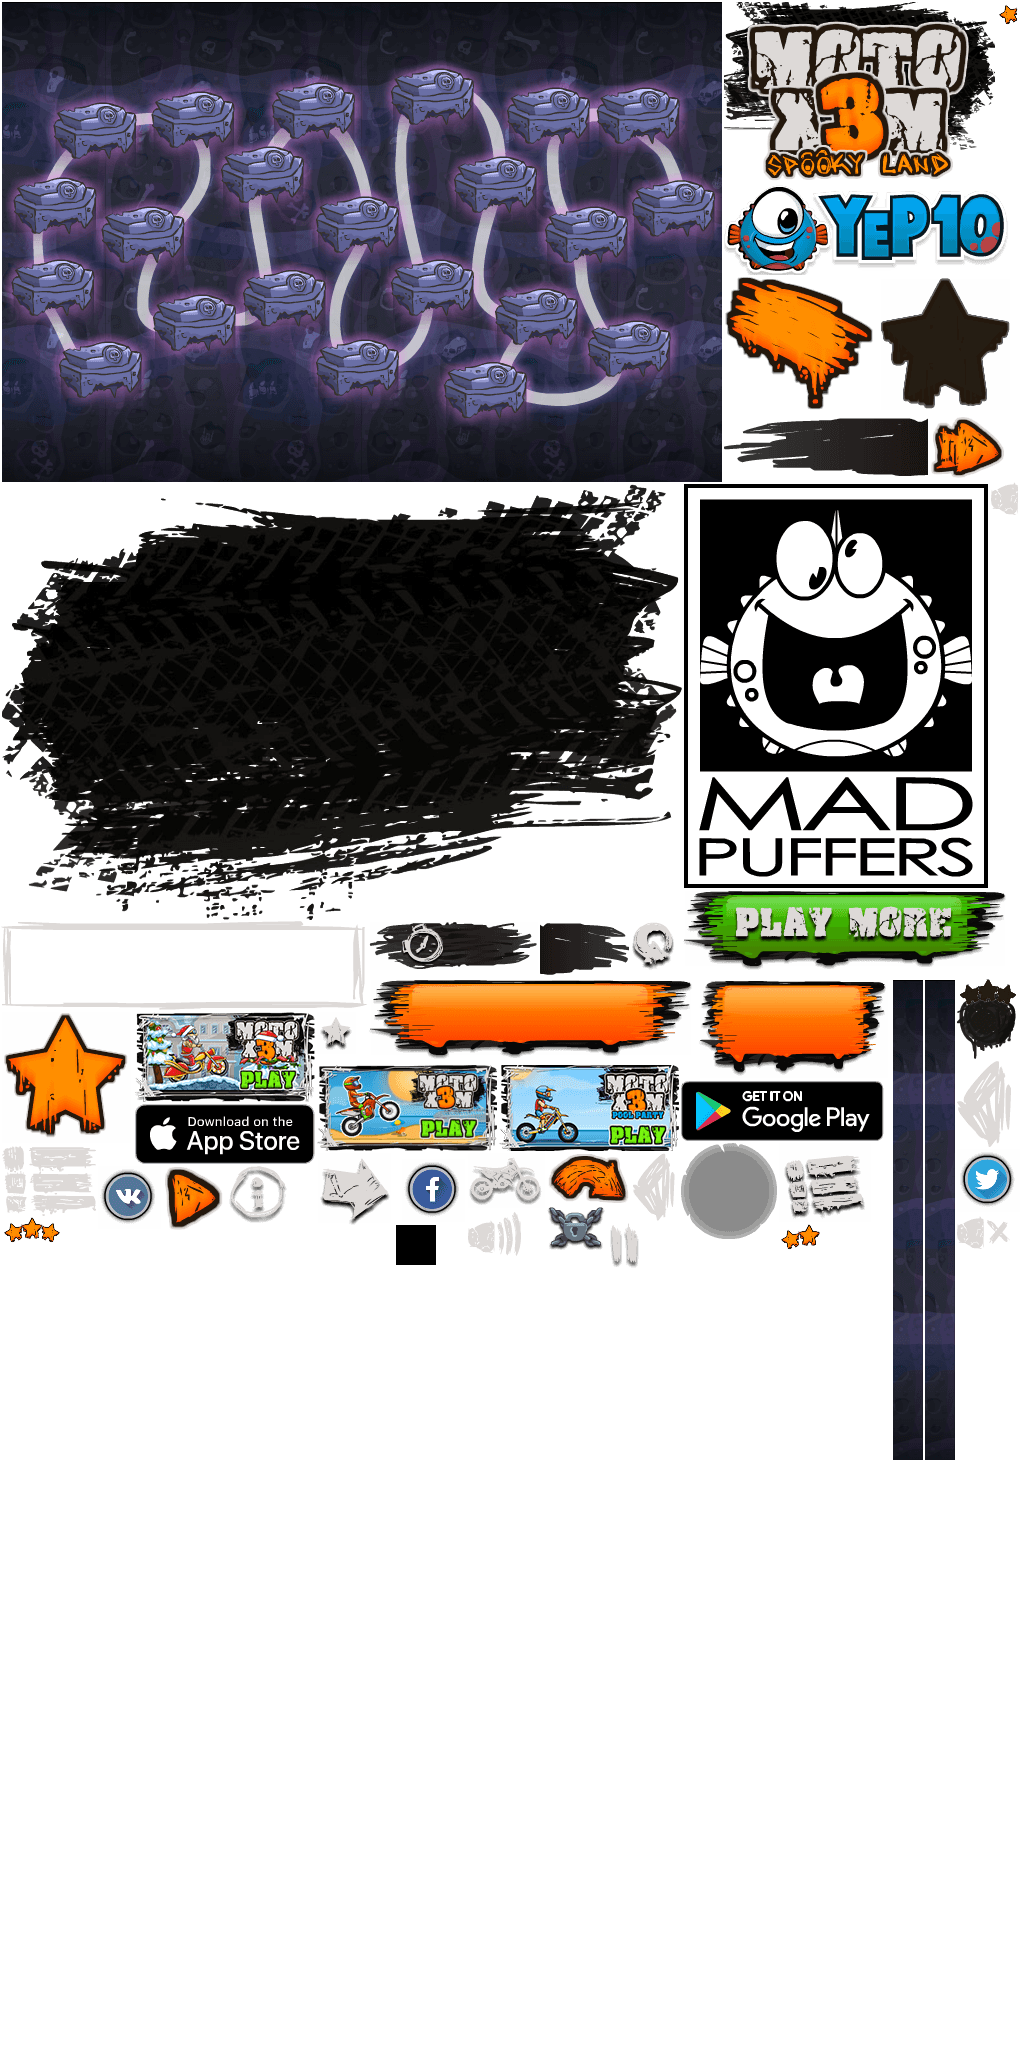 MOTO
X3M
SPOOKY LAND
YEP10
MAD
PUFFERS
PLAY MORE
MOTO
X3M
PLAY
Download on the
App Store
MOTO
X3M
PLAY
MOTO
X3M
POOL PARTY
PLAY
GET IT ON
Google Play